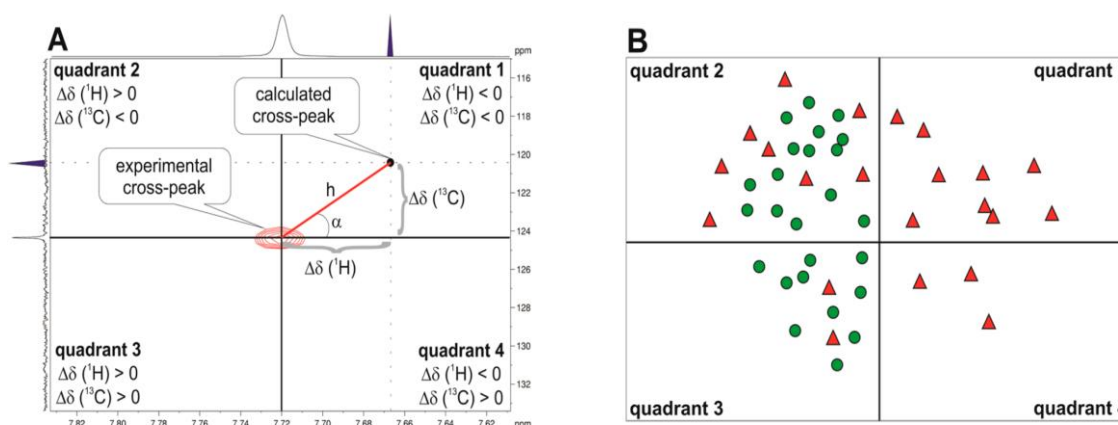 A
ppm
quadrant 2
Δδ (¹H) > 0
Δδ (¹³C) < 0
quadrant 1
Δδ (¹H) < 0
Δδ (¹³C) < 0
calculated
cross-peak
experimental
cross-peak
h
α
Δδ (¹³C)
Δδ (¹H)
quadrant 3
Δδ (¹H) > 0
Δδ (¹³C) > 0
quadrant 4
Δδ (¹H) < 0
Δδ (¹³C) > 0
116
118
120
122
124
126
128
130
132
7.82
7.80
7.78
7.76
7.74
7.72
7.70
7.68
7.66
7.64
7.62
ppm
B
quadrant 2
quadrant
quadrant 3
quadrant